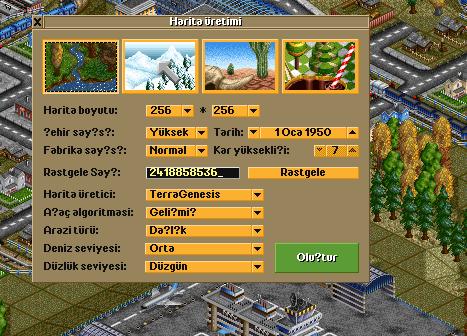 Harita üretimi
Harita boyutu: 256 * 256
?ehir say?s?: Yüksek Tarih: 1 Oca 1950
Fabrika say?s?: Normal Kar yüksekli?i: 7
Rastgele Say?: 2418858536_ Rastgele
Harita üretici: TerraGenesis
A?aç algoritmasi: Geli?mi?
Arazi türü: Da?l?k
Deniz seviyesi: Orta
Düzlük seviyesi: Düzgün
Olu?tur